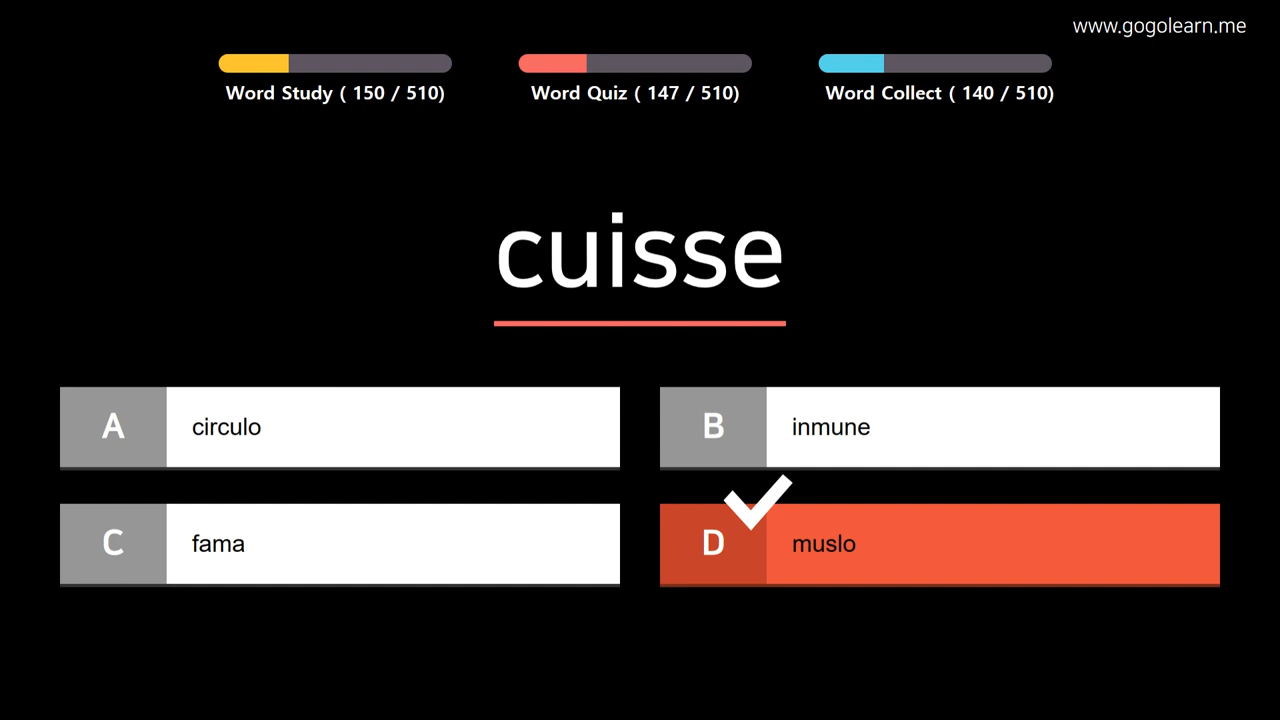 www.gogolearn.me
Word Study ( 150 / 510)
Word Quiz ( 147 / 510)
Word Collect ( 140 / 510)
cuisse
A circulo
B inmune
C fama
D muslo